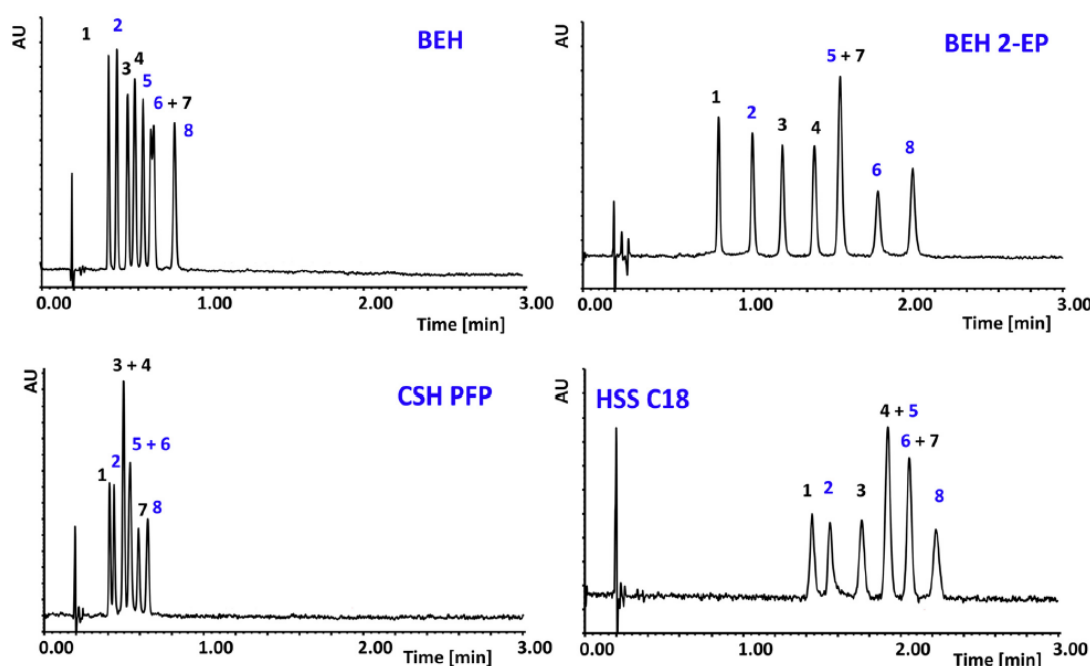 AU
BEH
1
2
3
4
5
6 + 7
8
0.00
1.00
2.00
3.00
Time [min]
AU
BEH 2-EP
1
2
3
4
5 + 7
6
8
0.00
1.00
2.00
3.00
Time [min]
AU
CSH PFP
1
2
3 + 4
5 + 6
7
8
0.00
1.00
2.00
3.00
Time [min]
AU
HSS C18
1
2
3
4 + 5
6 + 7
8
0.00
1.00
2.00
3.00
Time [min]